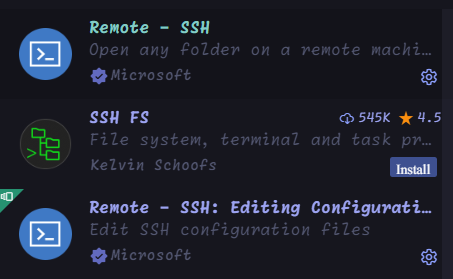 Remote - SSH
Open any folder on a remote machi…
Microsoft
SSH FS
545K
4.5
File system, terminal and task pr…
Kelvin Schoofs
Install
Remote - SSH: Editing Configurati…
Edit SSH configuration files
Microsoft